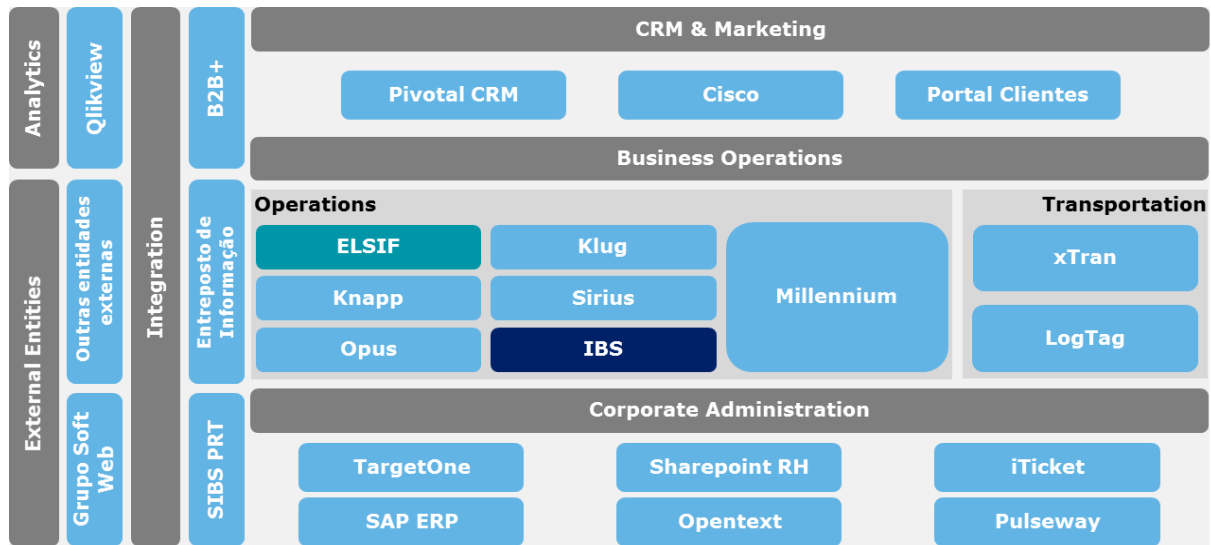 Analytics
Qlikview
Integration
B2B+
CRM & Marketing
Pivotal CRM
Cisco
Portal Clientes
Business Operations
External Entities
Outras entidades
externas
Entreposto de
Informação
Operations
ELSIF
Klug
Knapp
Sirius
Opus
IBS
Millennium
Transportation
xTran
LogTag
Grupo Soft
Web
SIBS PRT
Corporate Administration
TargetOne
Sharepoint RH
iTicket
SAP ERP
Opentext
Pulseway